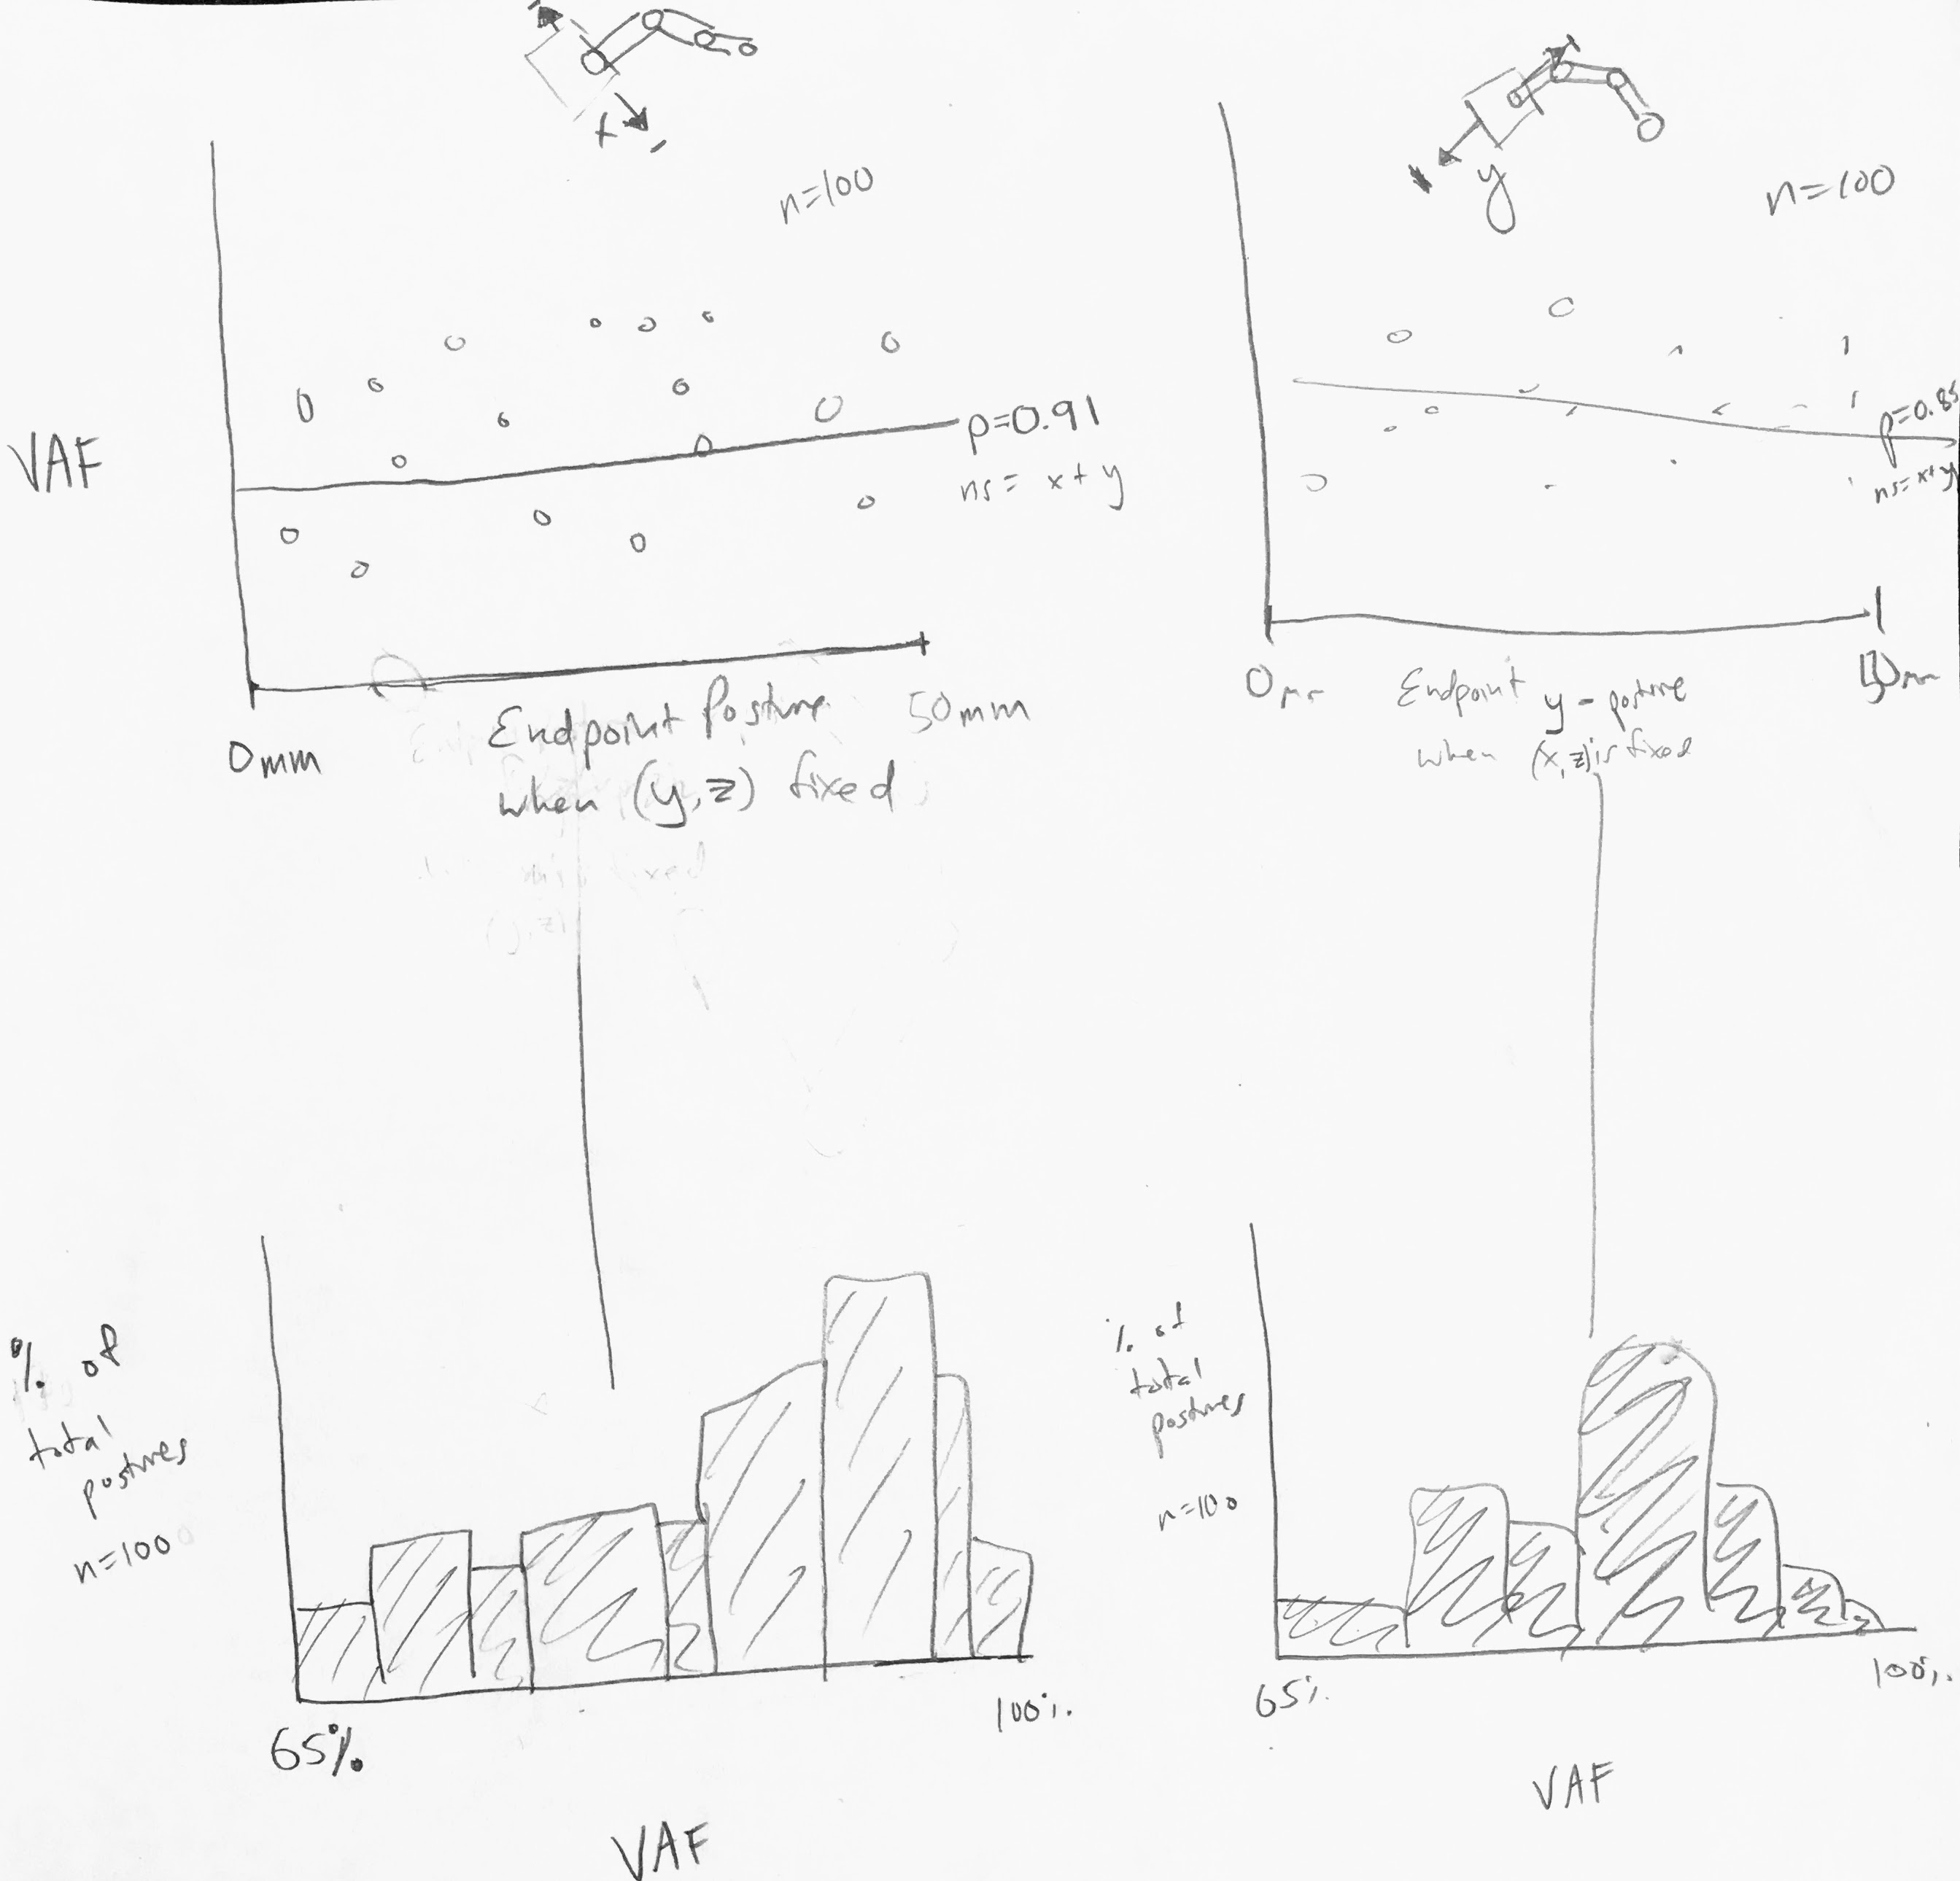 x
n=100
VAF
p=0.91
ns= x+y
0mm
50mm
Endpoint Posture
when (y,z) fixed
y
n=100
p=0.85
ns=x+y
0mm
Endpoint y-posture
when (x,z) is fixed
% of
total
postures
n=100
65%
100%
VAF
% of
total
postures
n=100
65%
100%
VAF